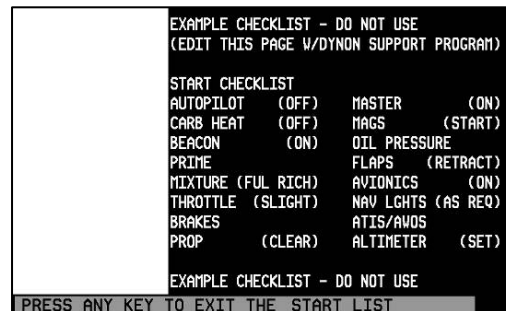 EXAMPLE CHECKLIST - DO NOT USE
(EDIT THIS PAGE W/DYNON SUPPORT PROGRAM)
START CHECKLIST
AUTOPILOT (OFF) MASTER (ON)
CARB HEAT (OFF) MAGS (START)
BEACON (ON) OIL PRESSURE
PRIME FLAPS (RETRACT)
MIXTURE (FUL RICH) AVIONICS (ON)
THROTTLE (SLIGHT) NAV LGHTS (AS REQ)
BRAKES ATIS/AWOS
PROP (CLEAR) ALTIMETER (SET)
EXAMPLE CHECKLIST - DO NOT USE
PRESS ANY KEY TO EXIT THE START LIST